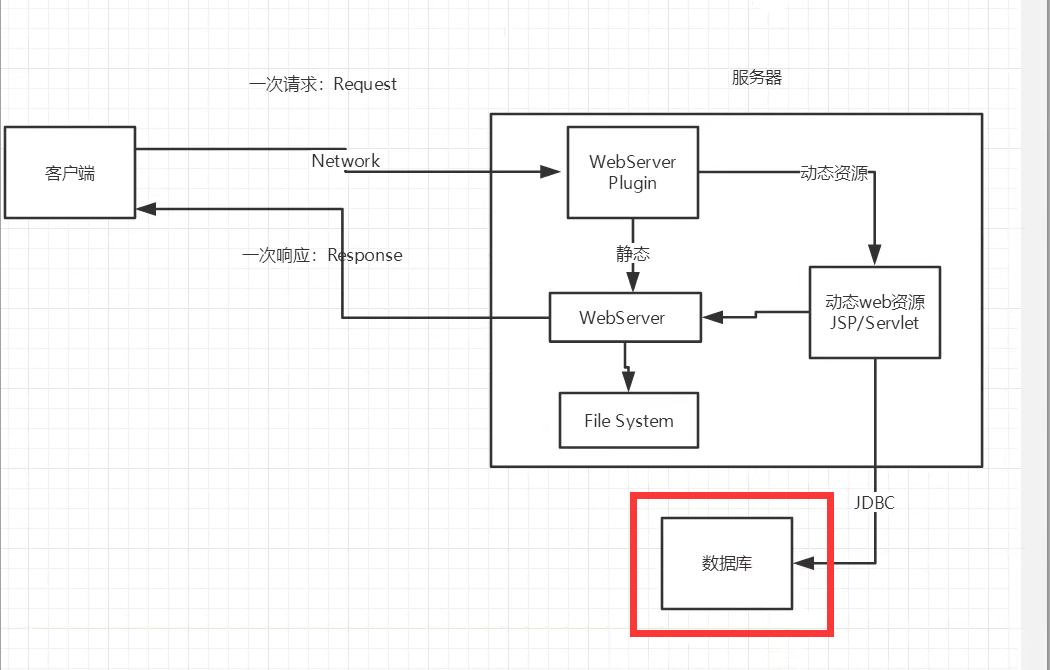 一次请求：Request
服务器
客户端
Network
WebServer
Plugin
动态资源
一次响应：Response
静态
动态web资源
JSP/Servlet
WebServer
File System
JDBC
数据库